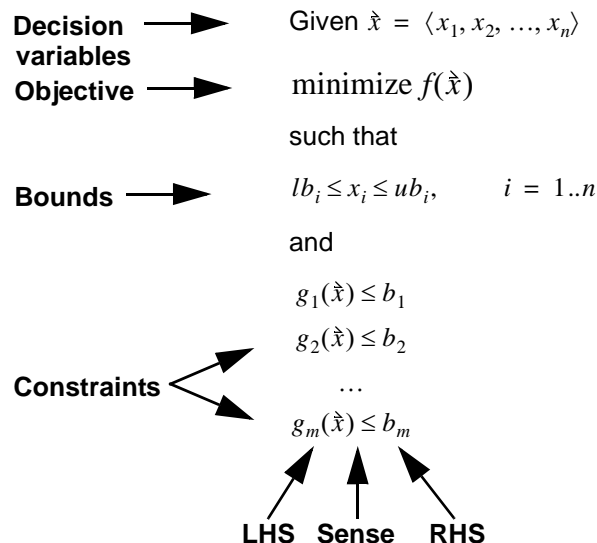 Decision variables
Given x⃗ = ⟨x₁, x₂, …, xₙ⟩
Objective
minimize f(x⃗)
such that
Bounds
lbᵢ ≤ xᵢ ≤ ubᵢ, i = 1..n
and
g₁(x⃗) ≤ b₁
g₂(x⃗) ≤ b₂
Constraints
…
gₘ(x⃗) ≤ bₘ
LHS Sense RHS